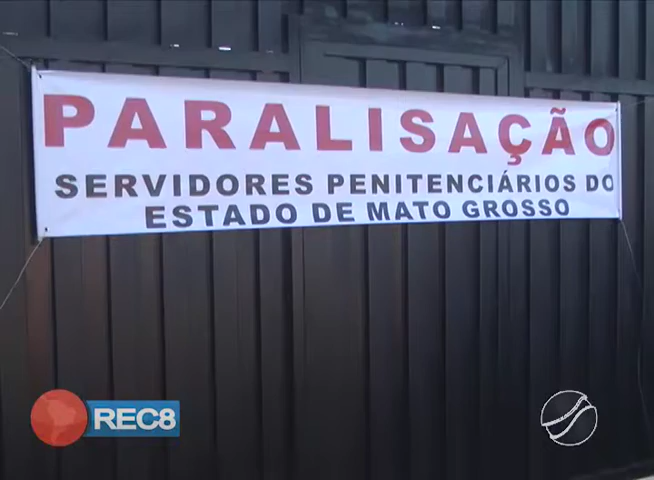 PARALISAÇÃO
SERVIDORES PENITENCIÁRIOS DO
ESTADO DE MATO GROSSO
REC8